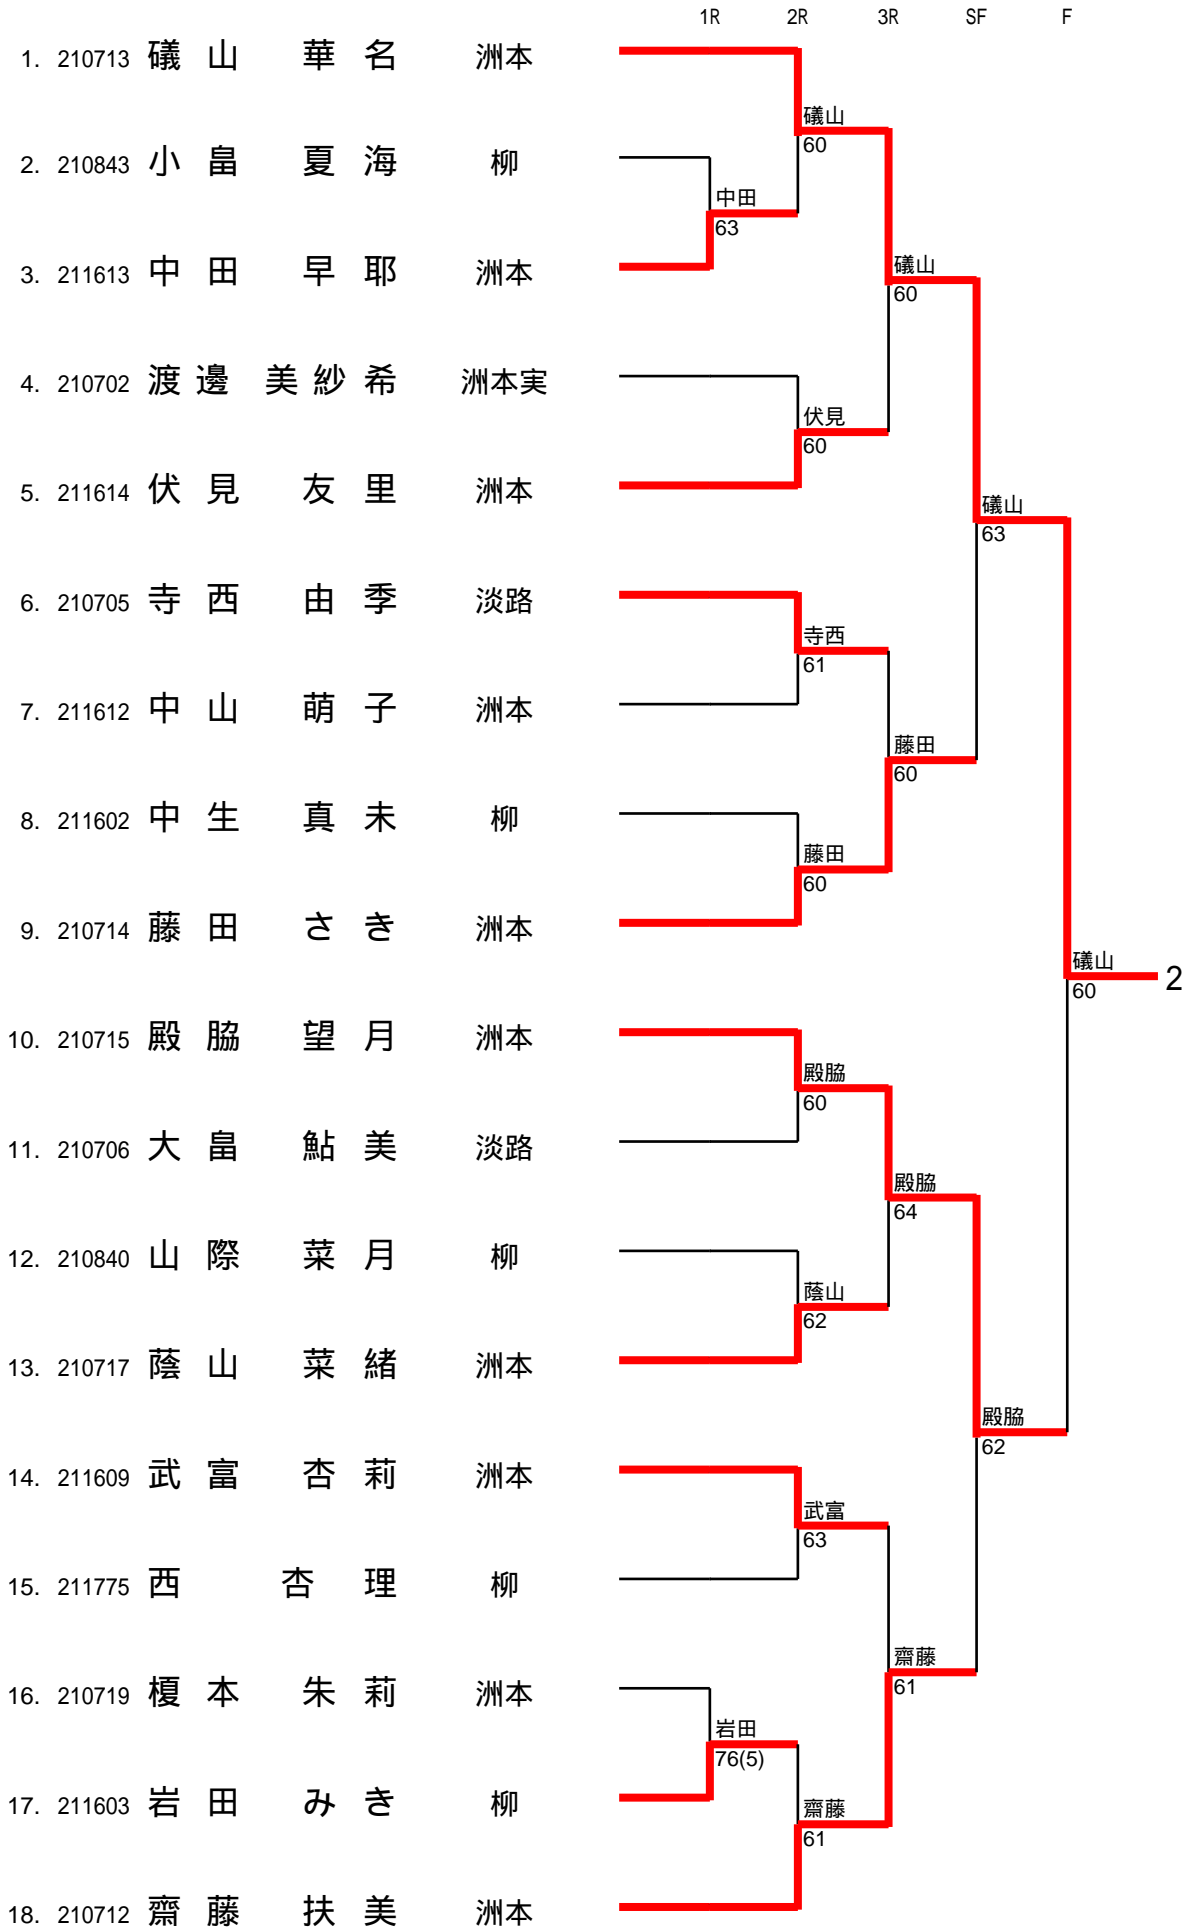 1R 2R 3R SF F
1. 210713 礒山 華名 洲本
礒山
60
2. 210843 小畠 夏海 柳
中田
63
3. 211613 中田 早耶 洲本
礒山
60
4. 210702 渡邊 美紗希 洲本実
伏見
60
5. 211614 伏見 友里 洲本
礒山
63
6. 210705 寺西 由季 淡路
寺西
61
7. 211612 中山 萌子 洲本
藤田
60
8. 211602 中生 真未 柳
藤田
60
9. 210714 藤田 さき 洲本
礒山
60
2
10. 210715 殿脇 望月 洲本
殿脇
60
11. 210706 大畠 鮎美 淡路
殿脇
64
12. 210840 山際 菜月 柳
蔭山
62
13. 210717 蔭山 菜緒 洲本
殿脇
62
14. 211609 武富 杏莉 洲本
武富
63
15. 211775 西 杏理 柳
齋藤
61
16. 210719 榎本 朱莉 洲本
岩田
76(5)
17. 211603 岩田 みき 柳
齋藤
61
18. 210712 齋藤 扶美 洲本